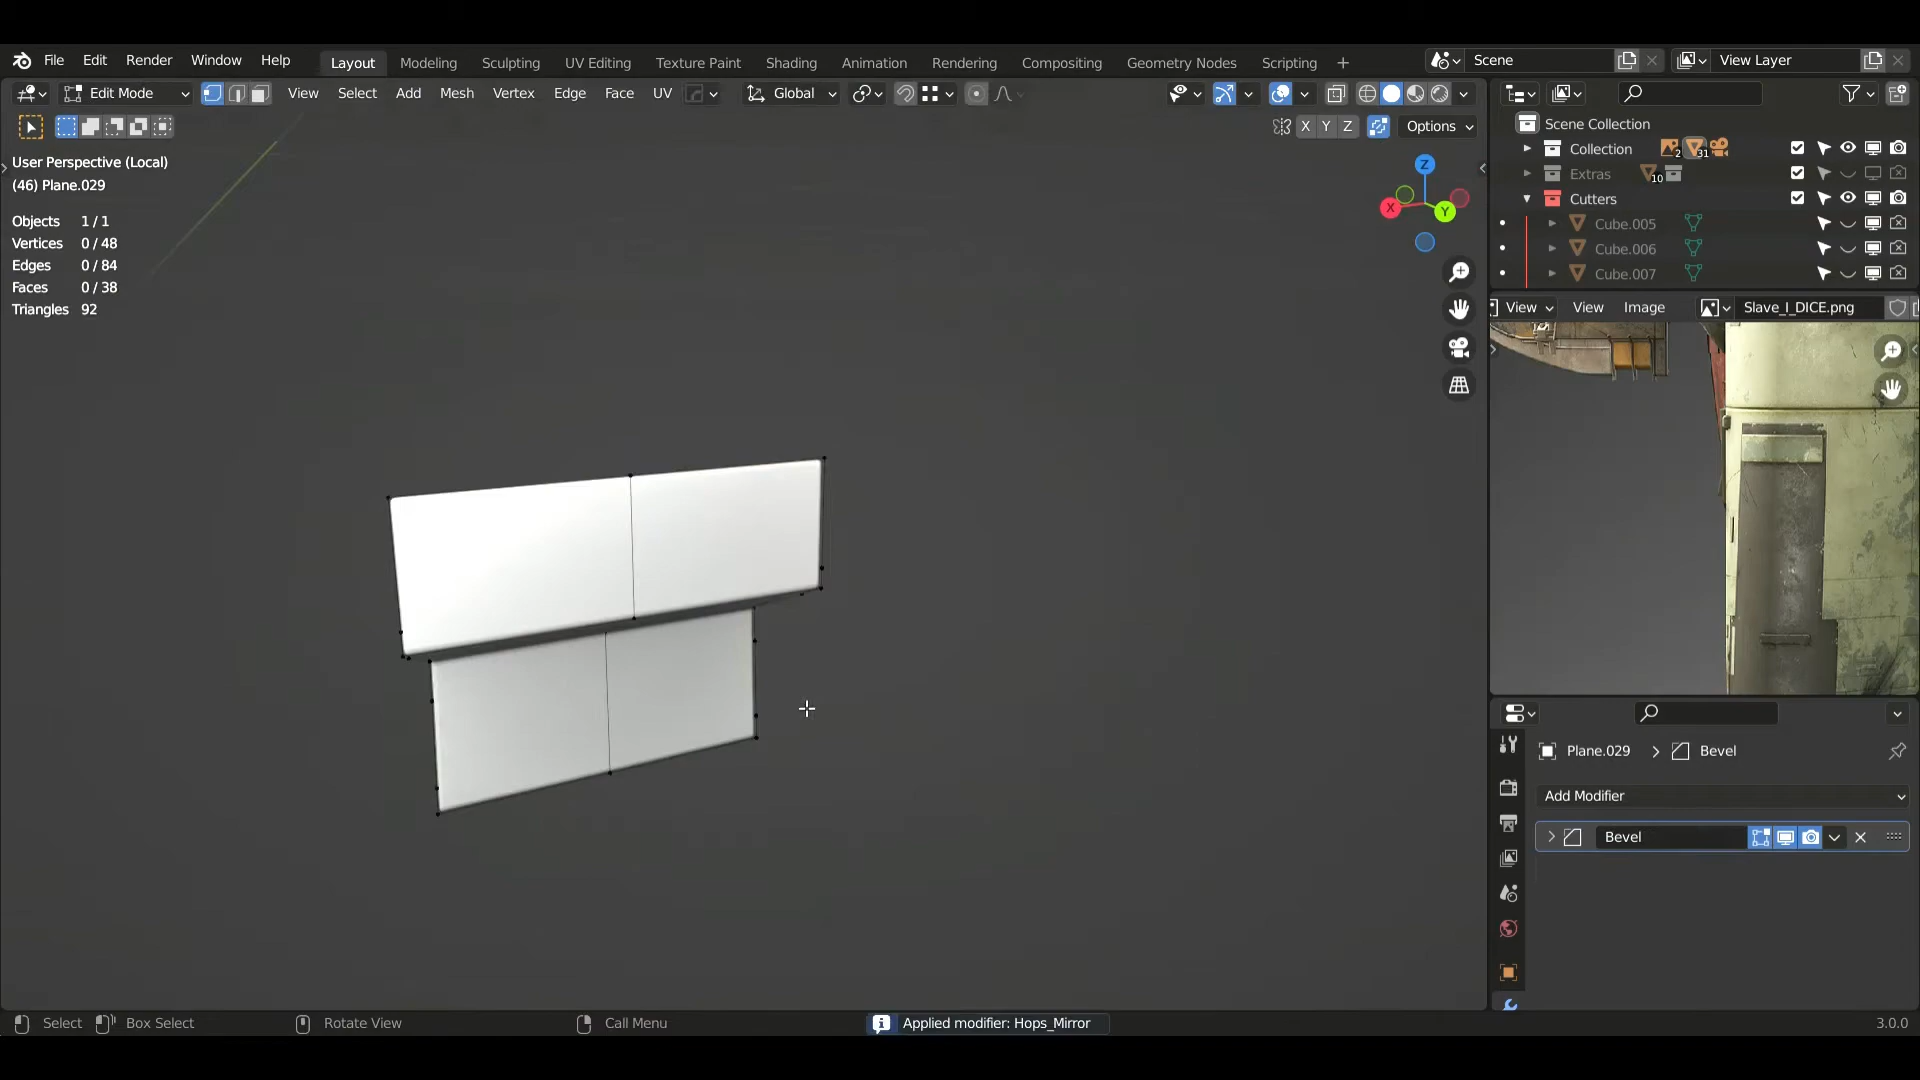 File Edit Render Window Help Layout Modeling Sculpting UV Editing Texture Paint Shading Animation Rendering Compositing Geometry Nodes Scripting + Scene View Layer
Edit Mode View Select Add Mesh Vertex Edge Face UV Global
X Y Z Options
User Perspective (Local)
(46) Plane.029
Objects 1 / 1
Vertices 0 / 48
Edges 0 / 84
Faces 0 / 38
Triangles 92
Z
X
Y
Scene Collection
Collection 2 31
Extras 10
Cutters
Cube.005
Cube.006
Cube.007
View View Image Slave_I_DICE.png
Plane.029 > Bevel
Add Modifier
Bevel
Select Box Select Rotate View Call Menu Applied modifier: Hops_Mirror 3.0.0